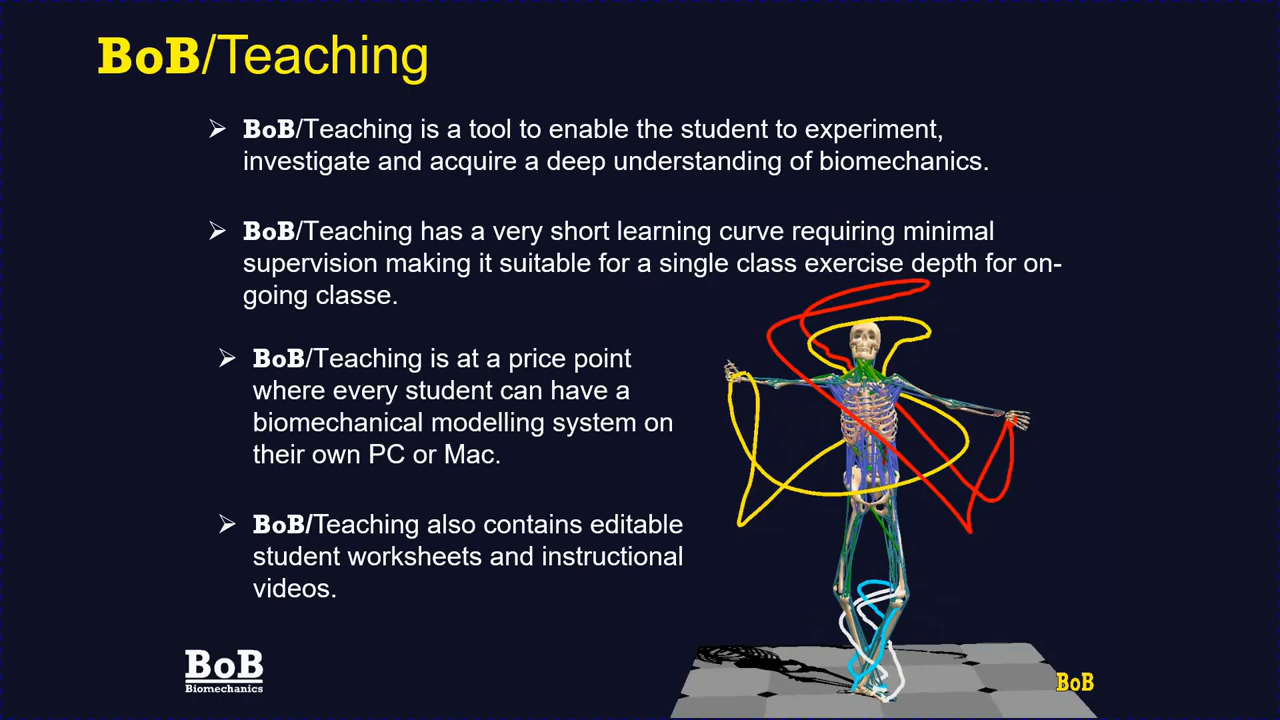 BoB/Teaching
BoB/Teaching is a tool to enable the student to experiment,
investigate and acquire a deep understanding of biomechanics.
BoB/Teaching has a very short learning curve requiring minimal
supervision making it suitable for a single class exercise depth for on-
going classe.
BoB/Teaching is at a price point
where every student can have a
biomechanical modelling system on
their own PC or Mac.
BoB/Teaching also contains editable
student worksheets and instructional
videos.
BoB
Biomechanics
BoB